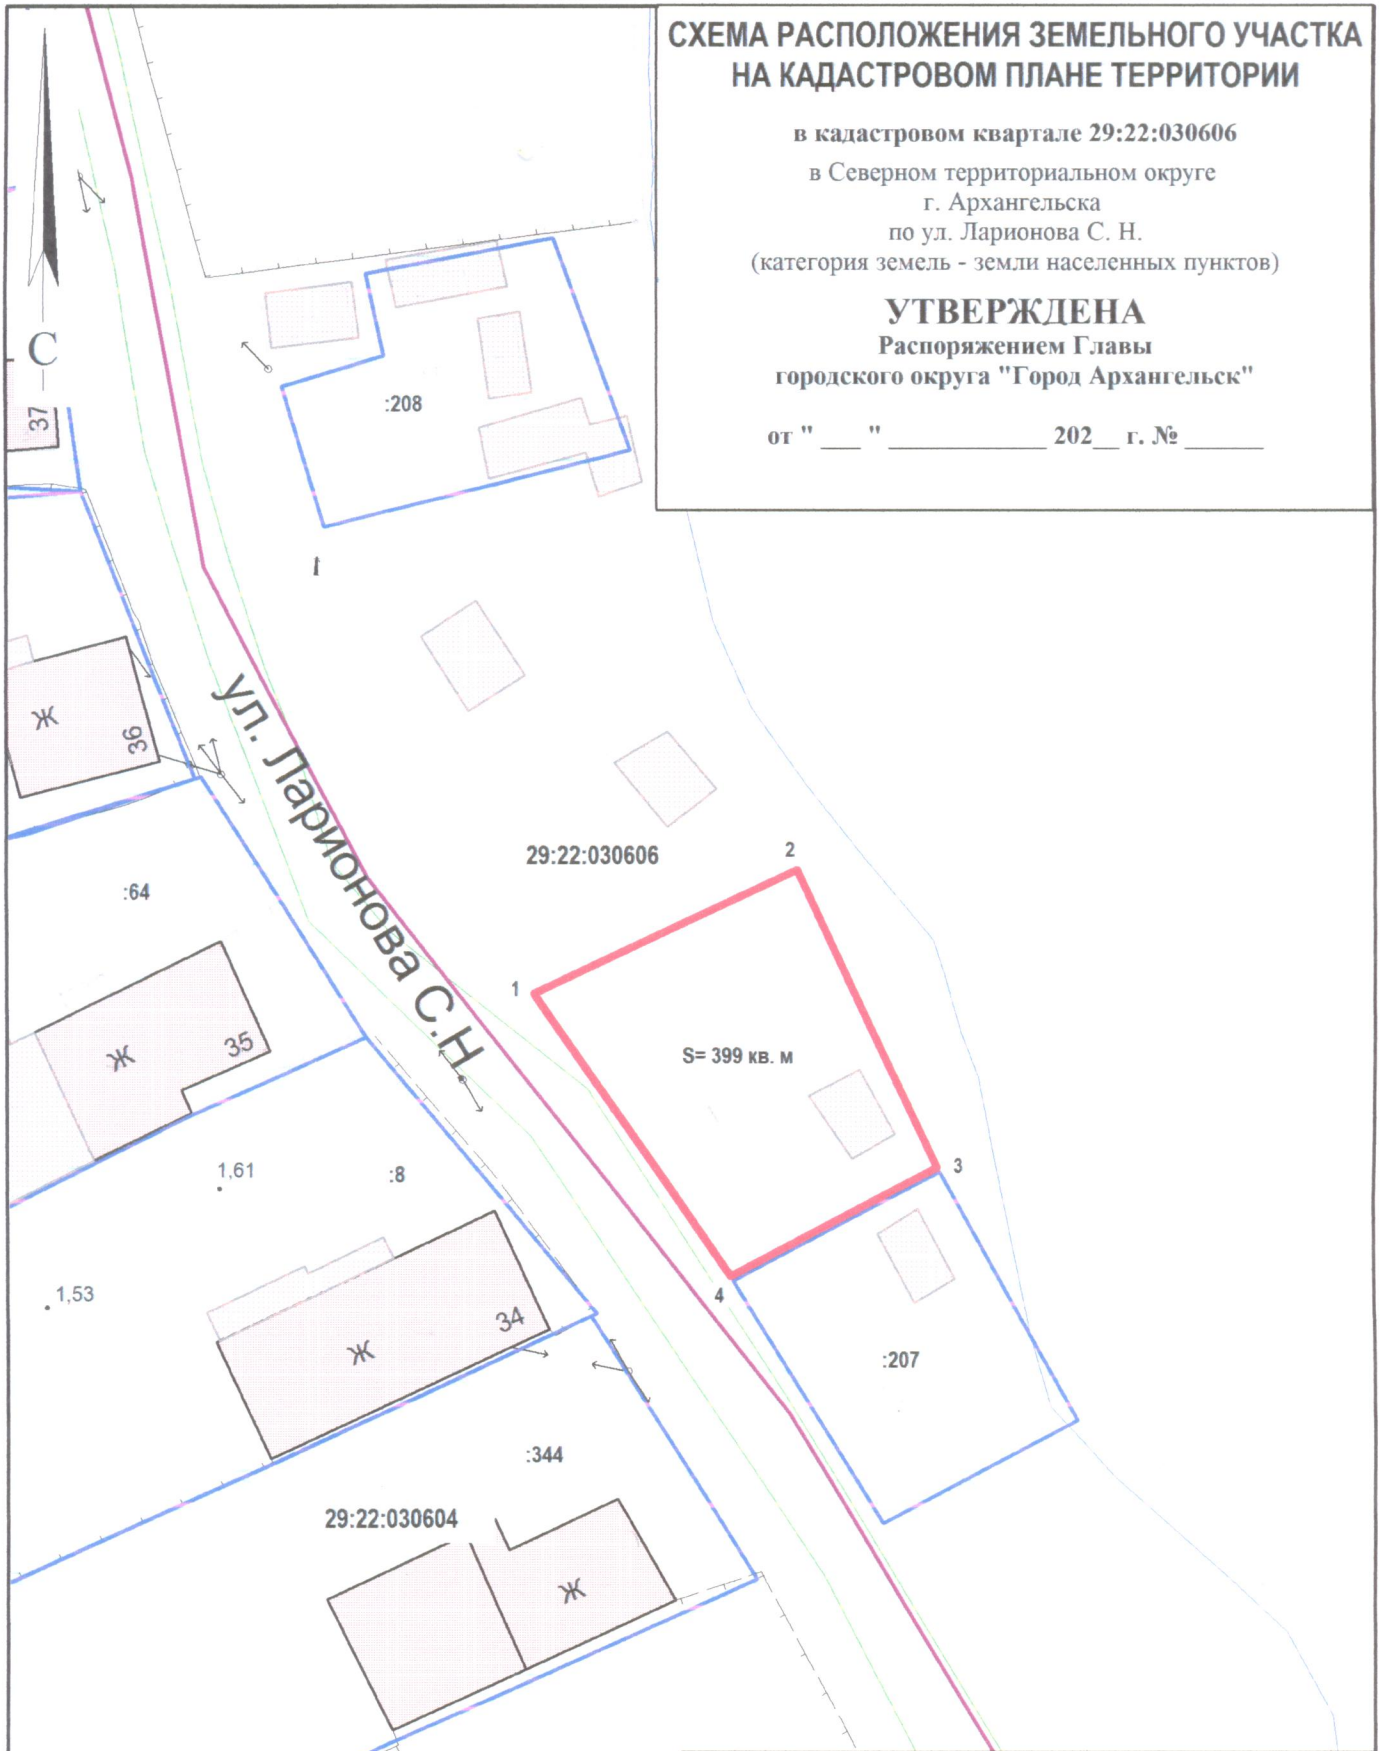 СХЕМА РАСПОЛОЖЕНИЯ ЗЕМЕЛЬНОГО УЧАСТКА
НА КАДАСТРОВОМ ПЛАНЕ ТЕРРИТОРИИ
в кадастровом квартале 29:22:030606
в Северном территориальном округе
г. Архангельска
по ул. Ларионова С. Н.
(категория земель - земли населенных пунктов)
УТВЕРЖДЕНА
Распоряжением Главы
городского округа "Город Архангельск"
от " ___ " ____________ 202__ г. № ______
С
37
:208
Ж
36
ул. Ларионова С.Н
29:22:030606
2
:64
1
Ж
35
S= 399 кв. м
3
1,61
:8
1,53
4
34
Ж
:207
:344
29:22:030604
Ж